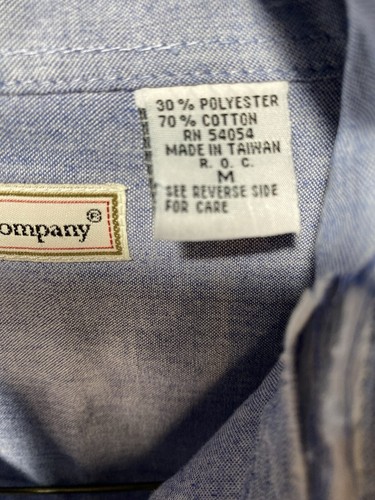 30% POLYESTER
70% COTTON
RN 54054
MADE IN TAIWAN
R. O. C.
M
SEE REVERSE SIDE
FOR CARE
ompany®